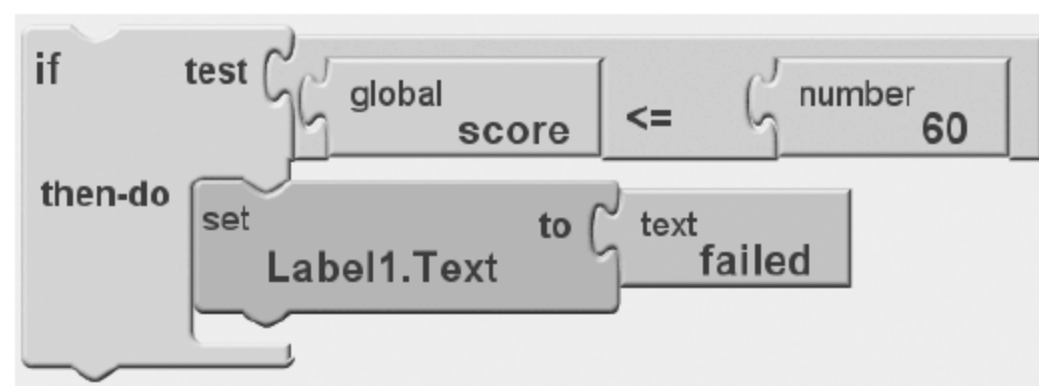 if test global score <= number 60
then-do set Label1.Text to text failed